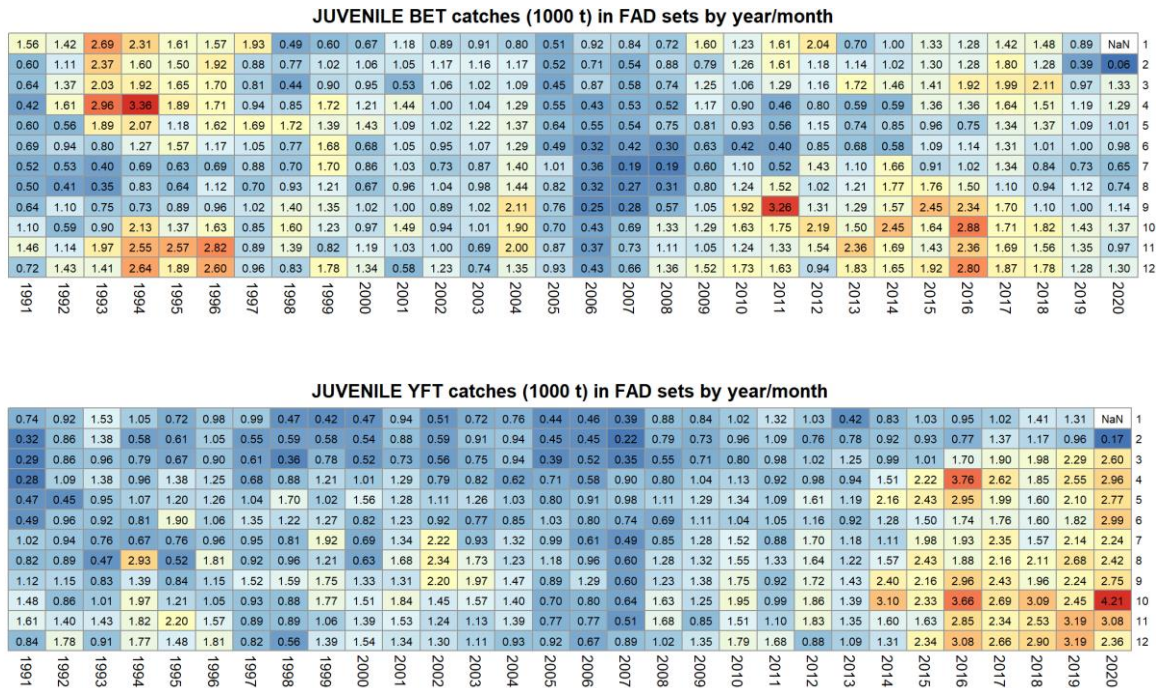 JUVENILE BET catches (1000 t) in FAD sets by year/month
1.56 1.42 2.69 2.31 1.61 1.57 1.93 0.49 0.60 0.67 1.18 0.89 0.91 0.80 0.51 0.92 0.84 0.72 1.60 1.23 1.61 2.04 0.70 1.00 1.33 1.28 1.42 1.48 0.89 NaN 1
0.60 1.11 2.37 1.60 1.50 1.92 0.88 0.77 1.02 1.06 1.05 1.17 1.16 1.17 0.52 0.71 0.54 0.88 0.79 1.26 1.61 1.18 1.14 1.02 1.30 1.28 1.80 1.28 0.39 0.06 2
0.64 1.37 2.03 1.92 1.65 1.70 0.81 0.44 0.90 0.95 0.53 1.06 1.02 1.09 0.45 0.87 0.58 0.74 1.25 1.06 1.29 1.16 1.72 1.46 1.41 1.92 1.99 2.11 0.97 1.33 3
0.42 1.61 2.96 3.36 1.89 1.71 0.94 0.85 1.72 1.21 1.44 1.00 1.04 1.29 0.55 0.43 0.53 0.52 1.17 0.90 0.46 0.80 0.59 0.59 1.36 1.36 1.64 1.51 1.19 1.29 4
0.60 0.56 1.89 2.07 1.18 1.62 1.69 1.72 1.39 1.43 1.09 1.02 1.22 1.37 0.64 0.55 0.54 0.75 0.81 0.93 0.56 1.15 0.74 0.85 0.96 0.75 1.34 1.37 1.09 1.01 5
0.69 0.94 0.80 1.27 1.57 1.17 1.05 0.77 1.68 0.68 1.02 1.05 0.95 1.07 1.29 0.49 0.32 0.42 0.30 0.60 0.42 0.40 0.85 0.68 0.58 1.09 1.14 1.31 1.01 1.00 0.98 6
0.52 0.53 0.40 0.69 0.63 0.69 0.88 0.70 1.70 0.86 1.03 0.73 0.87 1.40 1.01 0.36 0.19 0.19 0.60 1.10 0.52 1.43 1.10 1.66 0.91 1.02 1.34 0.84 0.73 0.65 7
0.50 0.41 0.35 0.83 0.64 1.12 0.70 0.93 1.21 0.67 0.96 1.04 0.98 1.44 0.82 0.32 0.27 0.31 0.80 1.24 1.52 1.02 1.21 1.77 1.76 1.50 1.10 0.94 1.12 0.74 8
0.64 1.10 0.75 0.73 0.89 0.96 1.02 1.40 1.35 1.02 1.00 0.89 1.02 2.11 0.76 0.25 0.28 0.57 1.05 1.92 3.26 1.31 1.29 1.57 2.45 2.34 1.70 1.10 1.00 1.14 9
1.10 0.59 0.90 2.13 1.37 1.63 0.85 1.60 1.23 0.97 1.49 0.94 1.01 1.90 0.70 0.43 0.69 1.33 1.29 1.63 1.75 2.19 1.50 2.45 1.64 2.88 1.71 1.82 1.43 1.37 10
1.46 1.14 1.97 2.55 2.57 2.82 0.89 1.39 0.82 1.19 1.03 1.00 0.69 2.00 0.87 0.37 0.73 1.11 1.05 1.24 1.33 1.54 2.36 1.69 1.43 2.36 1.69 1.56 1.35 0.97 11
0.72 1.43 1.41 2.64 1.89 2.60 0.96 0.83 1.78 1.34 0.58 1.23 0.74 1.35 0.93 0.43 0.66 1.36 1.52 1.73 1.63 0.94 1.83 1.65 1.92 2.80 1.87 1.78 1.28 1.30 12
1991 1992 1993 1994 1995 1996 1997 1998 1999 2000 2001 2002 2003 2004 2005 2006 2007 2008 2009 2010 2011 2012 2013 2014 2015 2016 2017 2018 2019 2020
JUVENILE YFT catches (1000 t) in FAD sets by year/month
0.74 0.92 1.53 1.05 0.72 0.98 0.99 0.47 0.42 0.47 0.94 0.51 0.72 0.76 0.44 0.46 0.39 0.88 0.84 1.02 1.32 1.03 0.42 0.83 1.03 0.95 1.02 1.41 1.31 NaN 1
0.32 0.86 1.38 0.58 0.61 1.05 0.55 0.59 0.58 0.54 0.88 0.59 0.91 0.94 0.45 0.45 0.22 0.79 0.73 0.96 1.09 0.76 0.78 0.92 0.93 0.77 1.37 1.17 0.96 0.17 2
0.29 0.86 0.96 0.79 0.67 0.90 0.61 0.36 0.78 0.52 0.73 0.56 0.75 0.94 0.39 0.52 0.35 0.55 0.71 0.80 0.98 1.02 1.25 0.99 1.01 1.70 1.90 1.98 2.29 2.60 3
0.28 1.09 1.38 0.96 1.38 1.25 0.68 0.88 1.21 1.01 1.29 0.79 0.82 0.62 0.71 0.58 0.90 0.80 1.04 1.13 0.92 0.98 0.94 1.51 2.22 3.76 2.62 1.85 2.55 2.96 4
0.47 0.45 0.95 1.07 1.20 1.26 1.04 1.70 1.02 1.56 1.28 1.11 1.26 1.03 0.80 0.91 0.98 1.11 1.29 1.34 1.09 1.61 1.19 2.16 2.43 2.95 1.99 1.60 2.10 2.77 5
0.49 0.96 0.92 0.81 1.90 1.06 1.35 1.22 1.27 0.82 1.23 0.92 0.77 0.85 1.03 0.80 0.74 0.69 1.11 1.04 1.05 1.16 0.92 1.28 1.50 1.74 1.76 1.60 1.82 2.99 6
1.02 0.94 0.76 0.67 0.76 0.96 0.95 0.81 1.92 0.69 1.34 2.22 0.93 1.32 0.99 0.61 0.49 0.85 1.28 1.52 0.88 1.70 1.18 1.11 1.98 1.93 2.35 1.57 2.14 2.24 7
0.82 0.89 0.47 2.93 0.52 1.81 0.92 0.96 1.21 0.63 1.68 2.34 1.73 1.23 1.18 0.96 0.60 1.28 1.32 1.55 1.33 1.64 1.22 1.57 2.43 1.88 2.16 2.11 2.68 2.42 8
1.12 1.15 0.83 1.39 0.84 1.15 1.52 1.59 1.75 1.33 1.31 2.20 1.97 1.47 0.89 1.29 0.60 1.23 1.38 1.75 0.92 1.72 1.43 2.40 2.16 2.96 2.43 1.96 2.24 2.75 9
1.48 0.86 1.01 1.97 1.21 1.05 0.93 0.88 1.77 1.51 1.84 1.45 1.57 1.40 0.70 0.80 0.64 1.63 1.25 1.95 0.99 1.86 1.39 3.10 2.33 3.66 2.69 3.09 2.45 4.21 10
1.61 1.40 1.43 1.82 2.20 1.57 0.89 0.89 1.06 1.39 1.53 1.24 1.13 1.39 0.77 0.77 0.51 1.68 0.85 1.51 1.10 1.83 1.35 1.60 1.63 2.85 2.34 2.53 3.19 3.08 11
0.84 1.78 0.91 1.77 1.48 1.81 0.82 0.56 1.39 1.54 1.34 1.30 1.11 0.93 0.92 0.67 0.89 1.02 1.35 1.79 1.68 0.88 1.09 1.31 2.34 3.08 2.66 2.90 3.19 2.36 12
1991 1992 1993 1994 1995 1996 1997 1998 1999 2000 2001 2002 2003 2004 2005 2006 2007 2008 2009 2010 2011 2012 2013 2014 2015 2016 2017 2018 2019 2020